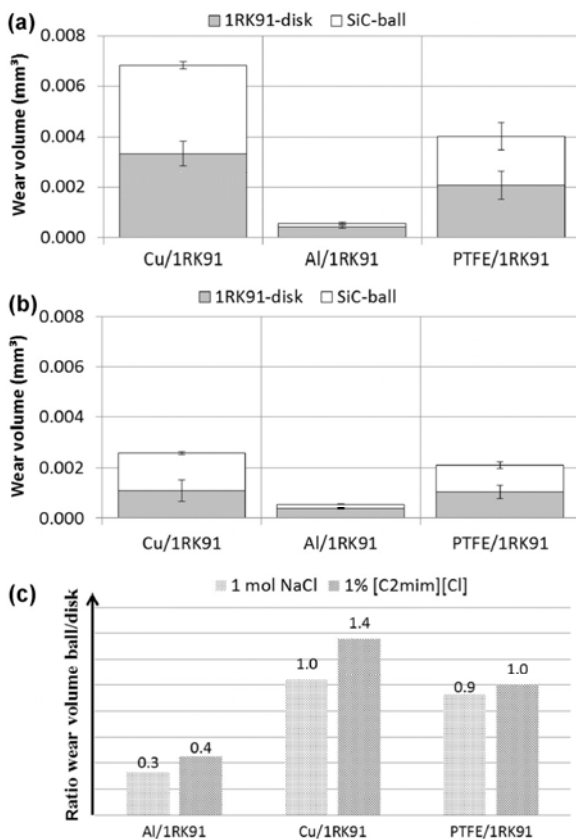 (a)
1RK91-disk SiC-ball
Wear volume (mm³)
0.008
0.006
0.004
0.002
0.000
Cu/1RK91 Al/1RK91 PTFE/1RK91
(b)
1RK91-disk SiC-ball
Wear volume (mm³)
0.008
0.006
0.004
0.002
0.000
Cu/1RK91 Al/1RK91 PTFE/1RK91
(c)
1 mol NaCl 1% [C2mim][Cl]
Ratio wear volume ball/disk
0.3 0.4 1.0 1.4 0.9 1.0
Al/1RK91 Cu/1RK91 PTFE/1RK91